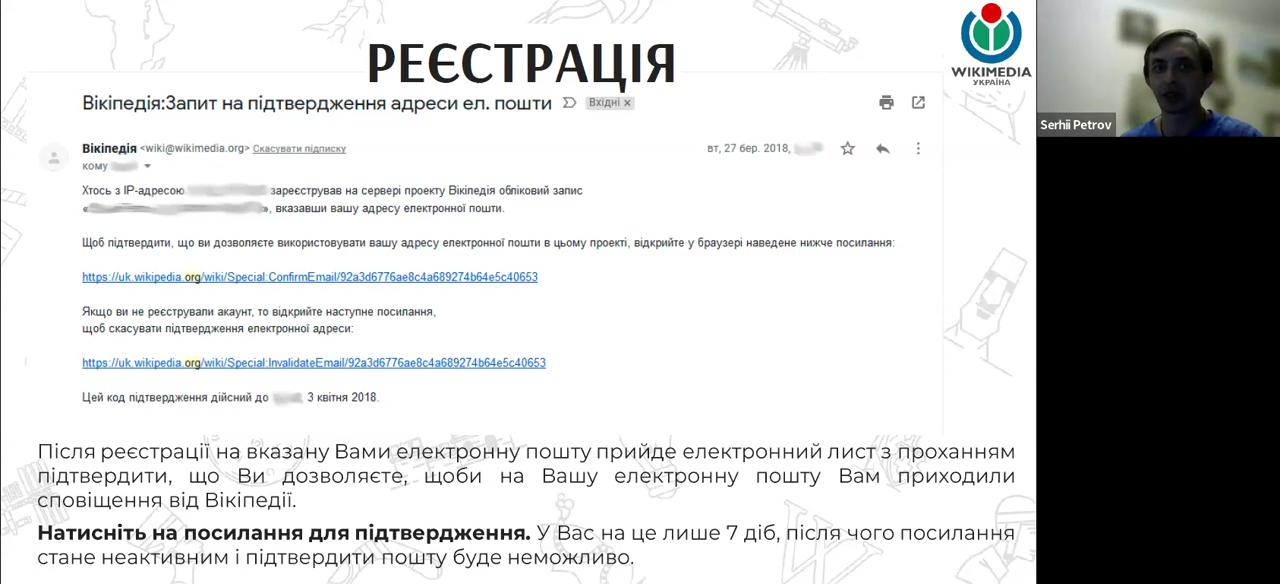 РЕЄСТРАЦІЯ
WIKIMEDIA
УКРАЇНА
Serhii Petrov
Вікіпедія:Запит на підтвердження адреси ел. пошти
Вхідні ×
Вікіпедія <wiki@wikimedia.org> Скасувати підписку
вт, 27 бер. 2018,
кому
Хтось з IP-адресою зареєстрував на сервері проекту Вікіпедія обліковий запис
« », вказавши вашу адресу електронної пошти.
Щоб підтвердити, що ви дозволяєте використовувати вашу адресу електронної пошти в цьому проекті, відкрийте у браузері наведене нижче посилання:
https://uk.wikipedia.org/wiki/Special:ConfirmEmail/92a3d6776ae8c4a689274b64e5c40653
Якщо ви не реєстрували акаунт, то відкрийте наступне посилання,
щоб скасувати підтвердження електронної адреси:
https://uk.wikipedia.org/wiki/Special:InvalidateEmail/92a3d6776ae8c4a689274b64e5c40653
Цей код підтвердження дійсний до , 3 квітня 2018.
Після реєстрації на вказану Вами електронну пошту прийде електронний лист з проханням
підтвердити, що Ви дозволяєте, щоби на Вашу електронну пошту Вам приходили
сповіщення від Вікіпедії.
Натисніть на посилання для підтвердження. У Вас на це лише 7 діб, після чого посилання
стане неактивним і підтвердити пошту буде неможливо.